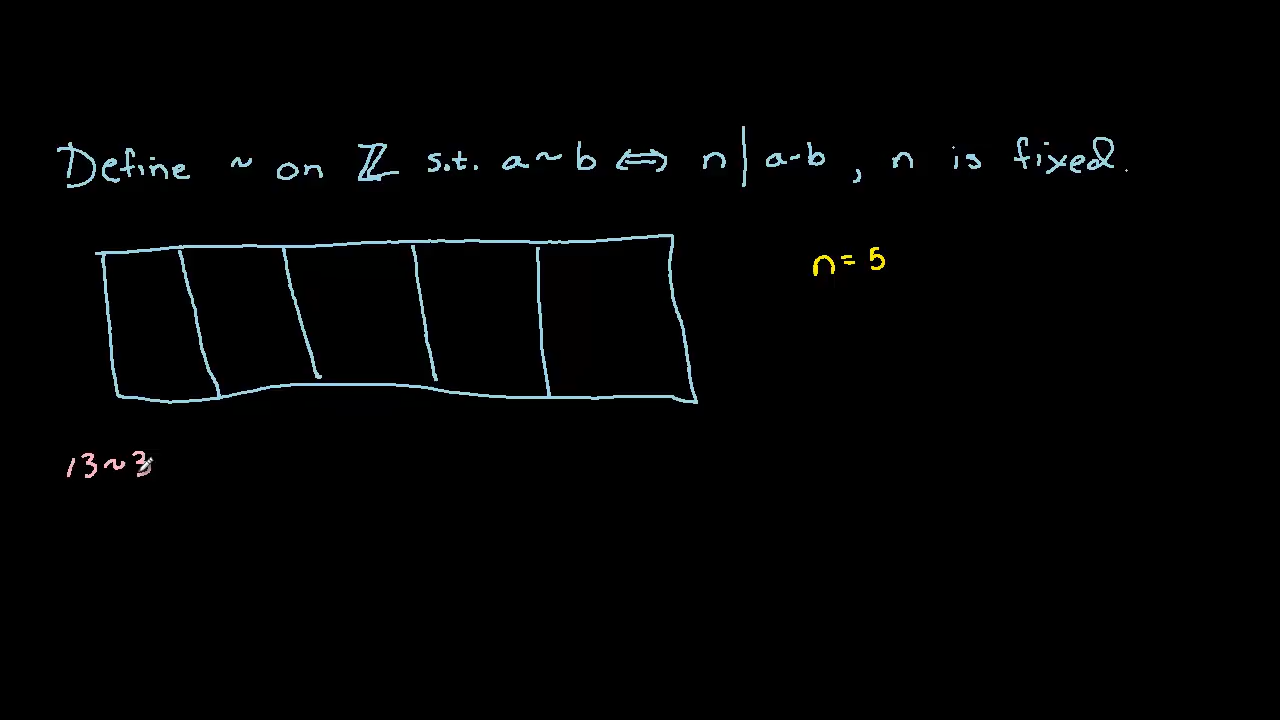 Define ~ on ℤ s.t. a~b ⟺ n|a-b, n is fixed.
n=5
13~3